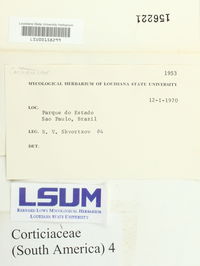 Louisiana State University Herbarium
LSU00158299
156221
1953
MYCOLOGICAL HERBARIUM OF LOUISIANA STATE UNIVERSITY
12-I-1970
LOC.
Parque do Estado
Sao Paulo, Brazil
LEG. B. V. Skvortzov 84
DET.
LSUM
BERNARD LOWY MYCOLOGICAL HERBARIUM
LOUISIANA STATE UNIVERSITY
Corticiaceae
(South America) 4